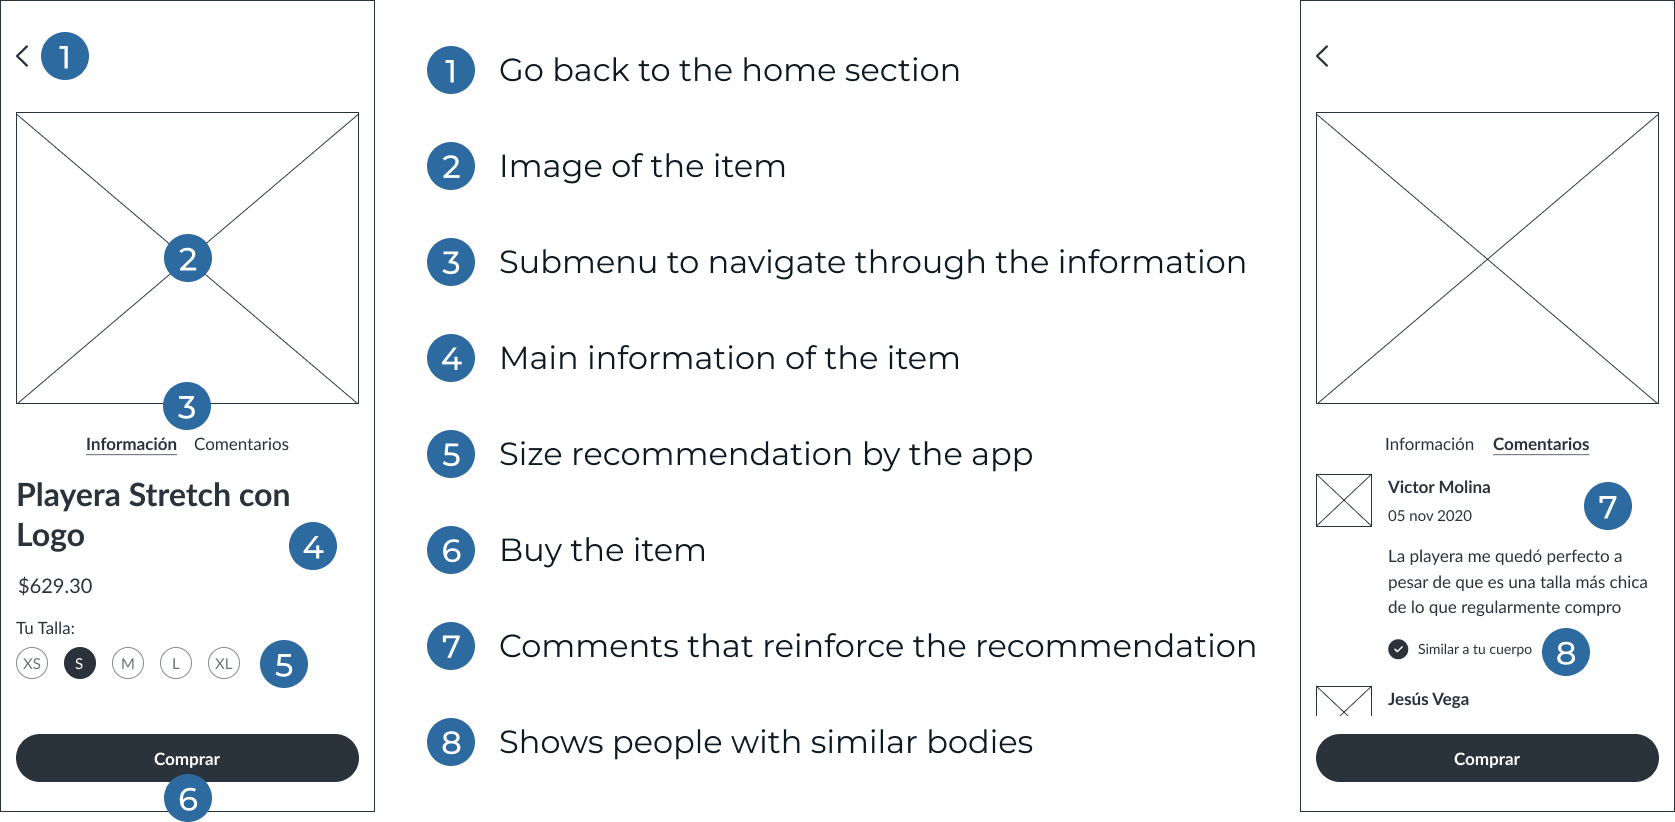 1
2
3
Información Comentarios
Playera Stretch con
Logo
4
$629.30
Tu Talla:
XS S M L XL 5
Comprar
6
1 Go back to the home section
2 Image of the item
3 Submenu to navigate through the information
4 Main information of the item
5 Size recommendation by the app
6 Buy the item
7 Comments that reinforce the recommendation
8 Shows people with similar bodies
Información Comentarios
Victor Molina
05 nov 2020
7
La playera me quedó perfecto a
pesar de que es una talla más chica
de lo que regularmente compro
Similar a tu cuerpo 8
Jesús Vega
Comprar